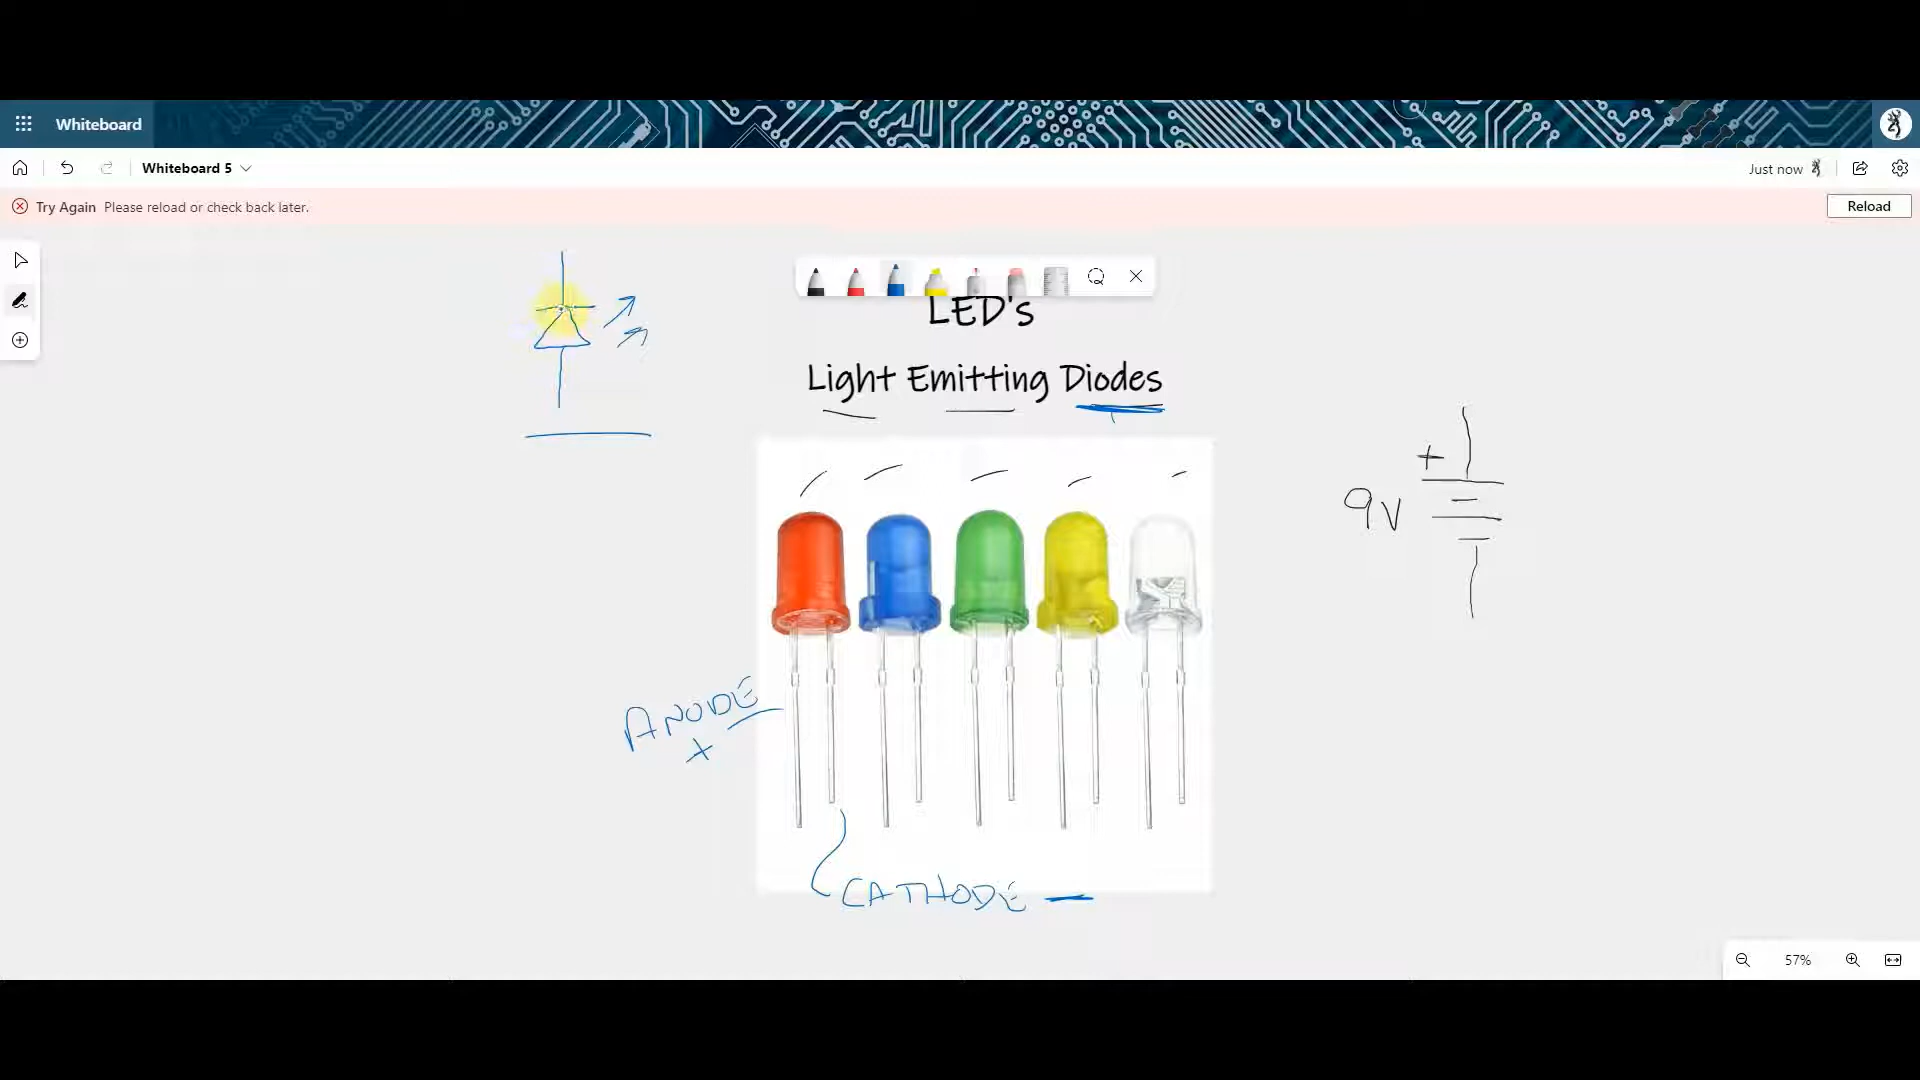 Whiteboard
Whiteboard 5
Just now
Try Again Please reload or check back later.
Reload
LED's
Light Emitting Diodes
+
9V
ANODE
+
CATHODE -
57%